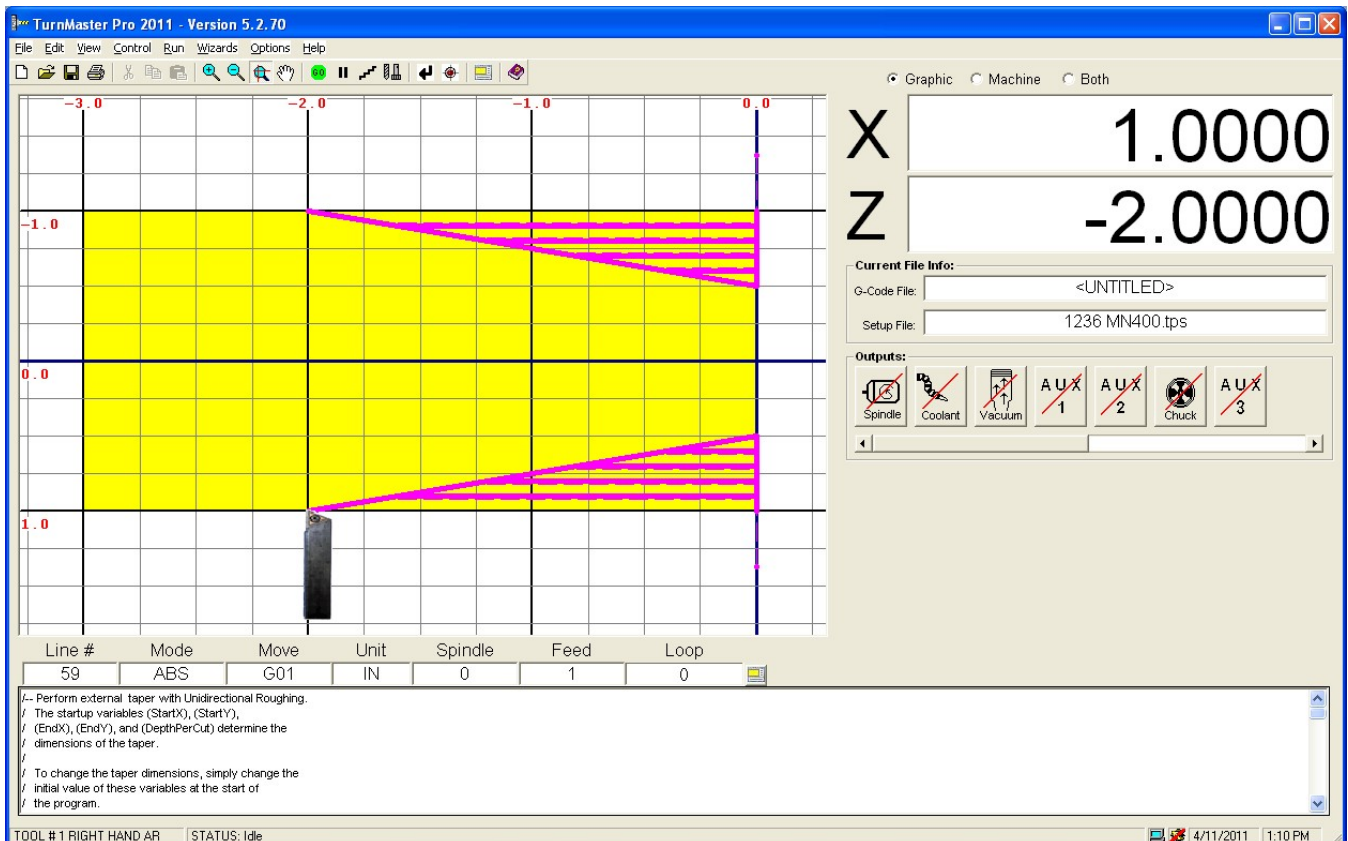 TurnMaster Pro 2011 - Version 5.2.70
File Edit View Control Run Wizards Options Help
GO
Graphic Machine Both
-3.0 -2.0 -1.0 0.0
-1.0
0.0
1.0
X 1.0000
Z -2.0000
Current File Info:
G-Code File: <UNTITLED>
Setup File: 1236 MN400.tps
Outputs:
Spindle Coolant Vacuum AUX 1 AUX 2 Chuck AUX 3
Line # Mode Move Unit Spindle Feed Loop
59 ABS G01 IN 0 1 0
/-- Perform external taper with Unidirectional Roughing.
/ The startup variables (StartX), (StartY),
/ (EndX), (EndY), and (DepthPerCut) determine the
/ dimensions of the taper.
/
/ To change the taper dimensions, simply change the
/ initial value of these variables at the start of
/ the program.
TOOL # 1 RIGHT HAND AR STATUS: Idle 4/11/2011 1:10 PM